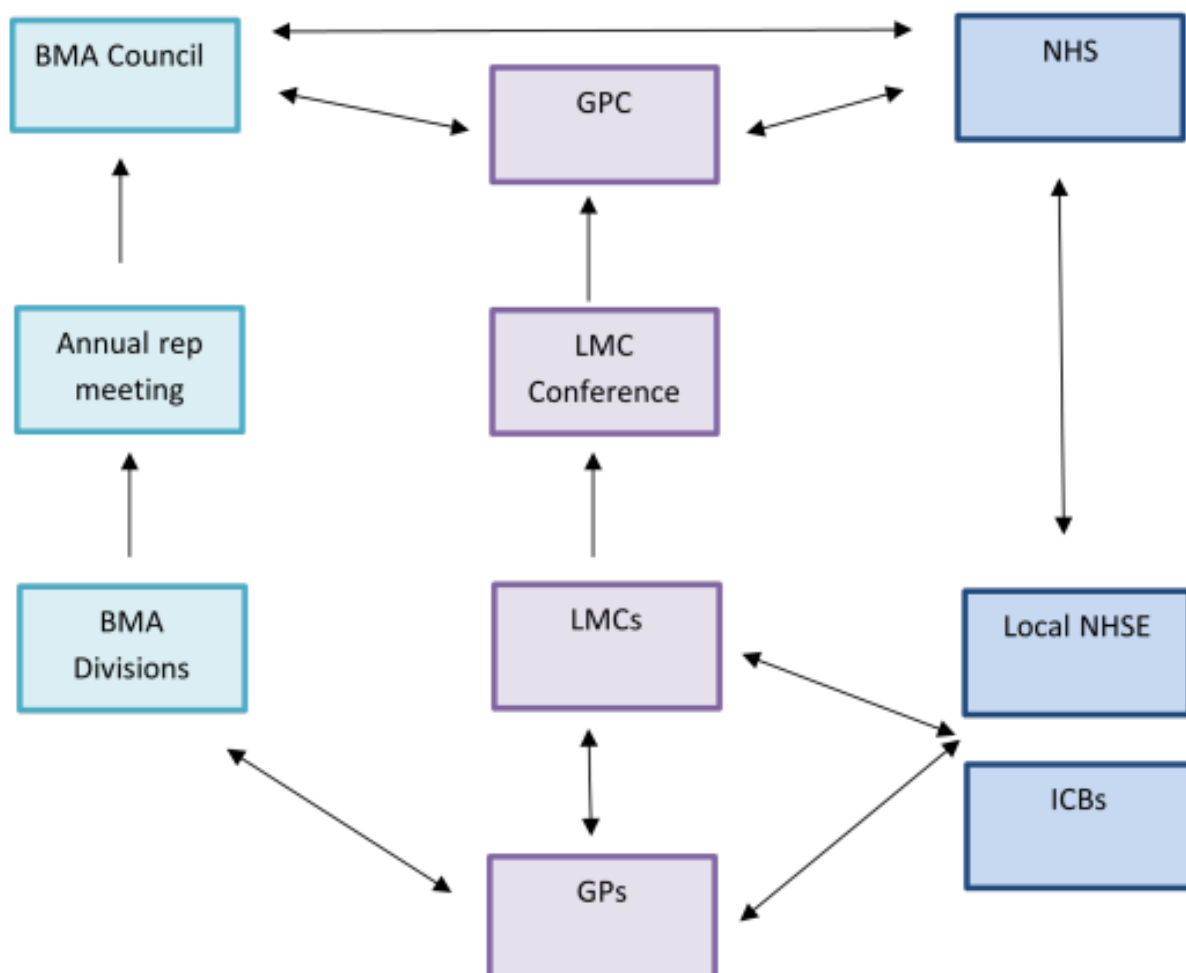 BMA Council
NHS
GPC
Annual rep
meeting
LMC
Conference
BMA
Divisions
LMCs
Local NHSE
ICBs
GPs